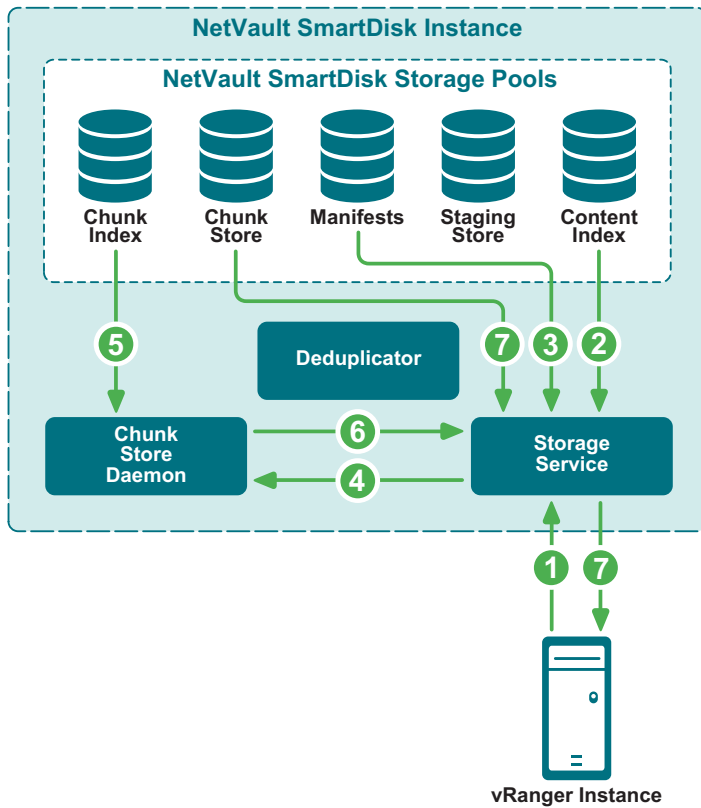 NetVault SmartDisk Instance
NetVault SmartDisk Storage Pools
Chunk
Index
Chunk
Store
Manifests
Staging
Store
Content
Index
5
7
3
2
Deduplicator
Chunk
Store
Daemon
6
4
Storage
Service
1
7
vRanger Instance